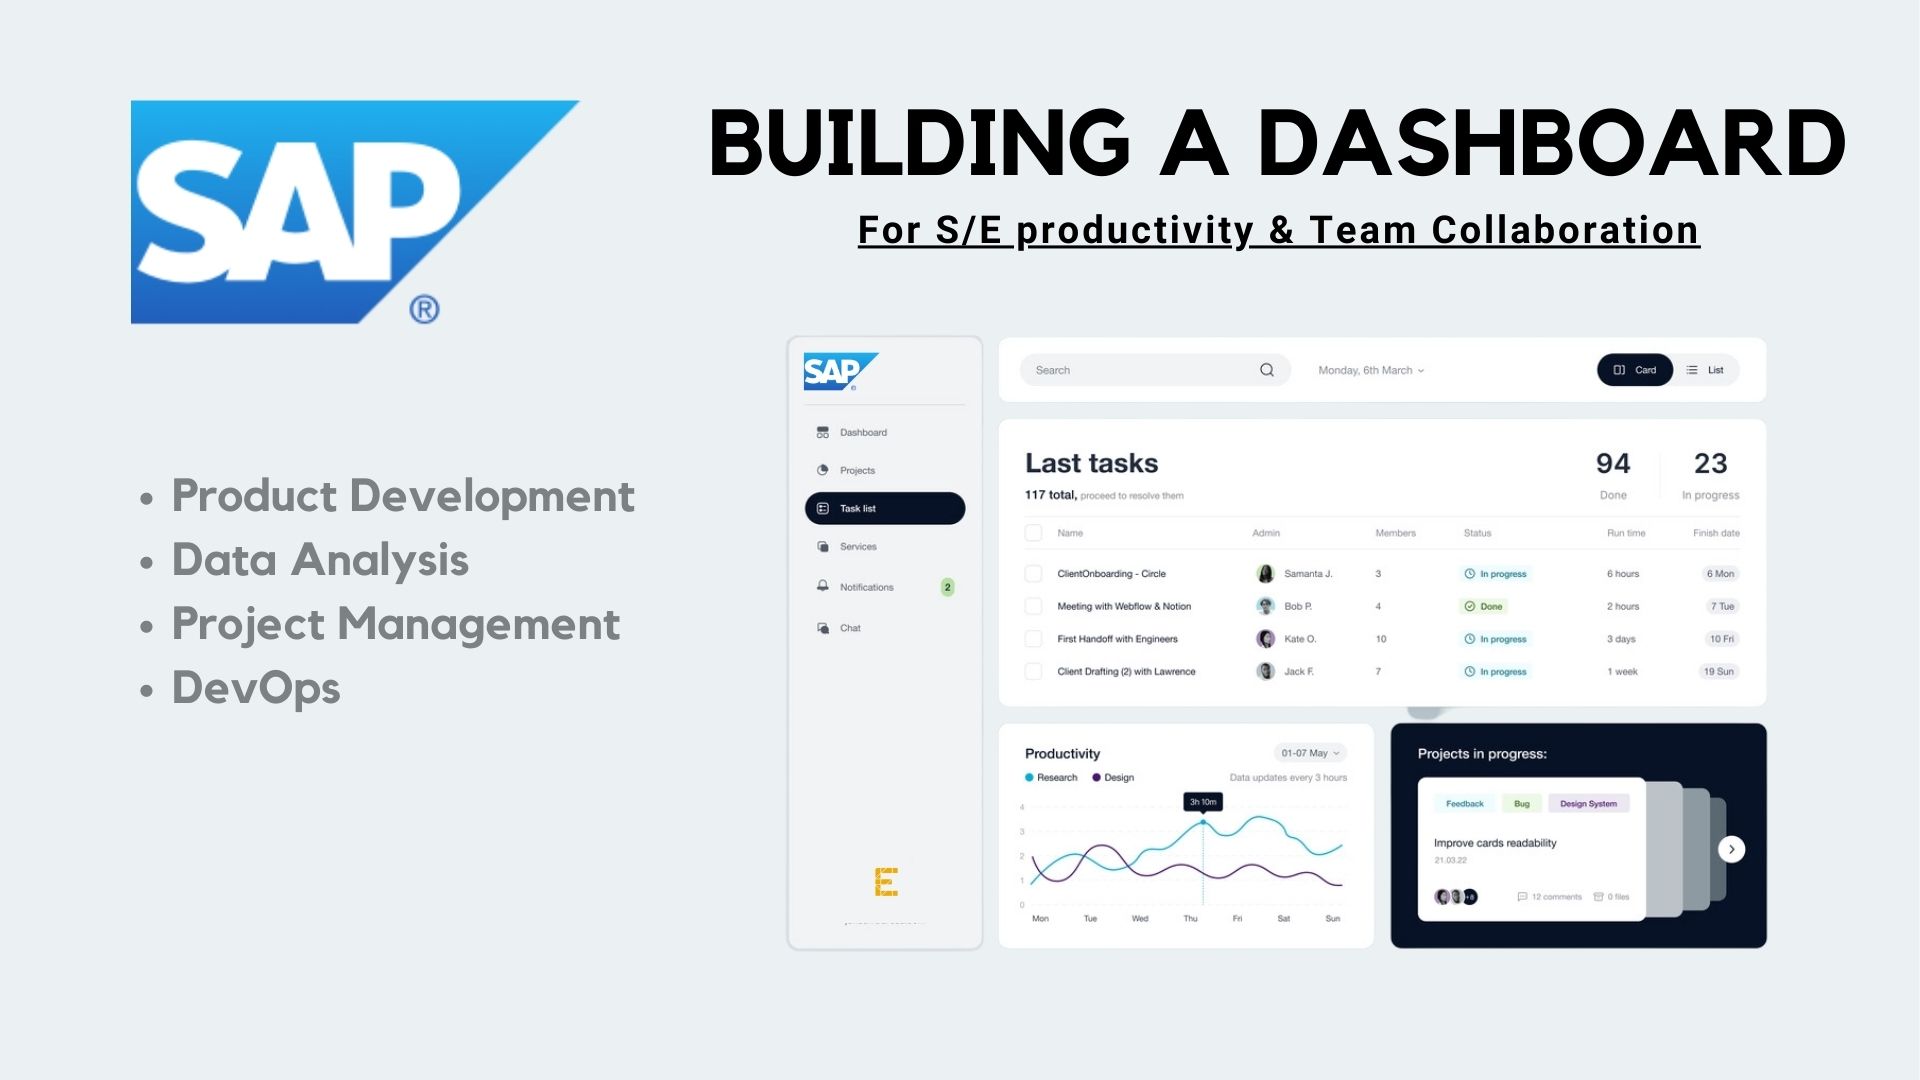 SAP
®
BUILDING A DASHBOARD
For S/E productivity & Team Collaboration
• Product Development
• Data Analysis
• Project Management
• DevOps
SAP
®
Dashboard
Projects
Task list
Services
Notifications 2
Chat
E
Search
Monday, 6th March
Card
List
Last tasks
117 total, proceed to resolve them
94
Done
23
In progress
Name Admin Members Status Run time Finish date
ClientOnboarding - Circle Samanta J. 3 In progress 6 hours 6 Mon
Meeting with Webflow & Notion Bob P. 4 Done 2 hours 7 Tue
First Handoff with Engineers Kate O. 10 In progress 3 days 10 Fri
Client Drafting (2) with Lawrence Jack F. 7 In progress 1 week 19 Sun
Productivity
01-07 May
Research Design
Data updates every 3 hours
3h 10m
4
3
2
1
0
Mon Tue Wed Thu Fri Sat Sun
Projects in progress:
Feedback Bug Design System
Improve cards readability
21.03.22
+8
12 comments
0 files